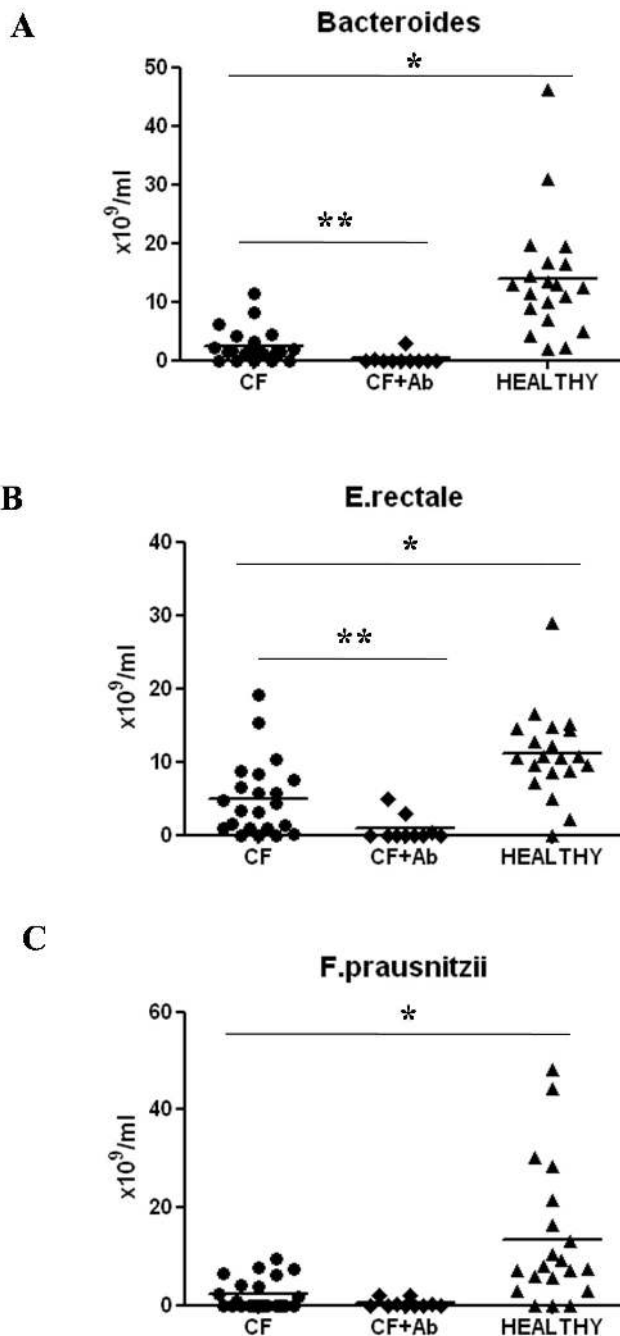 A
Bacteroides
50
40
30
20
10
0
x10⁹/ml
*
**
CF
CF+Ab
HEALTHY
B
E.rectale
40
30
20
10
0
x10⁹/ml
*
**
CF
CF+Ab
HEALTHY
C
F.prausnitzii
60
40
20
0
x10⁹/ml
*
CF
CF+Ab
HEALTHY